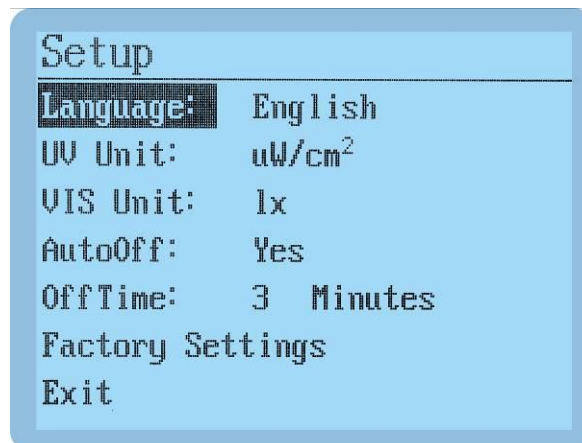 Setup
Language: English
UV Unit: uW/cm²
VIS Unit: lx
AutoOff: Yes
OffTime: 3 Minutes
Factory Settings
Exit